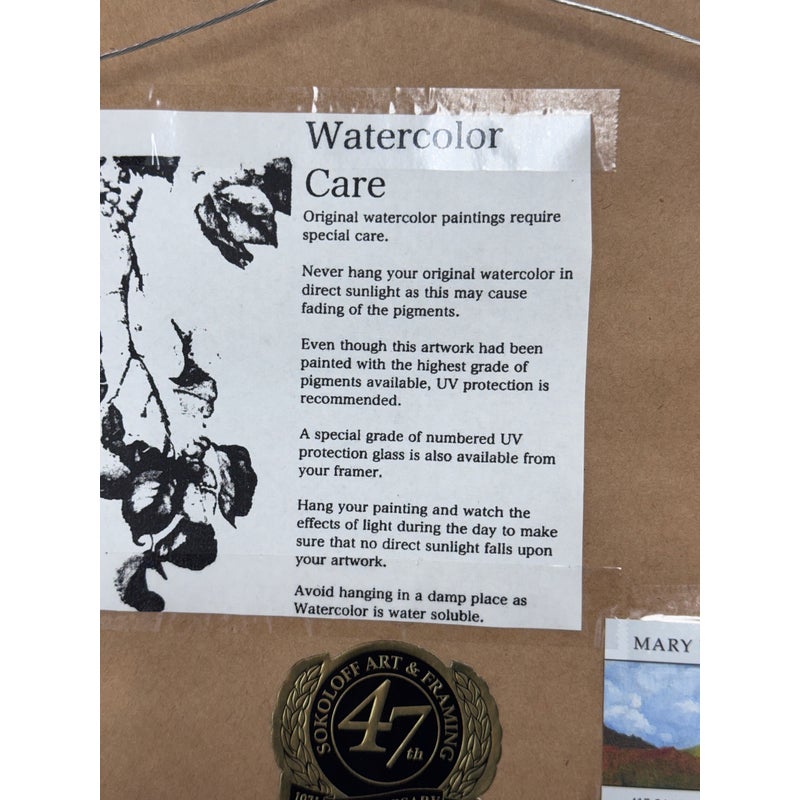 Watercolor
Care
Original watercolor paintings require
special care.
Never hang your original watercolor in
direct sunlight as this may cause
fading of the pigments.
Even though this artwork had been
painted with the highest grade of
pigments available, UV protection is
recommended.
A special grade of numbered UV
protection glass is also available from
your framer.
Hang your painting and watch the
effects of light during the day to make
sure that no direct sunlight falls upon
your artwork.
Avoid hanging in a damp place as
Watercolor is water soluble.
SOKOLOFF ART & FRAMING
47th
MARY